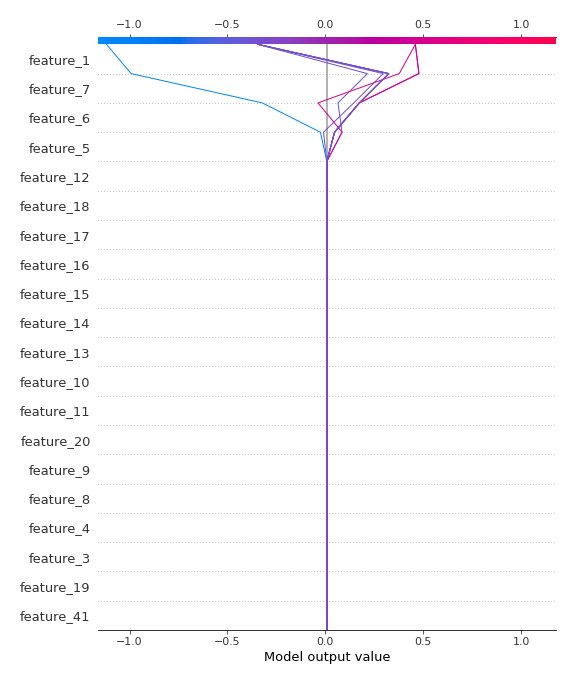 −1.0 −0.5 0.0 0.5 1.0
feature_1
feature_7
feature_6
feature_5
feature_12
feature_18
feature_17
feature_16
feature_15
feature_14
feature_13
feature_10
feature_11
feature_20
feature_9
feature_8
feature_4
feature_3
feature_19
feature_41
−1.0 −0.5 0.0 0.5 1.0
Model output value